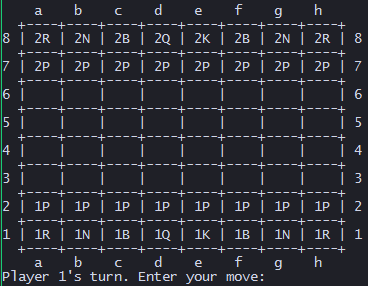 a b c d e f g h
+----+----+----+----+----+----+----+----+
8 | 2R | 2N | 2B | 2Q | 2K | 2B | 2N | 2R | 8
+----+----+----+----+----+----+----+----+
7 | 2P | 2P | 2P | 2P | 2P | 2P | 2P | 2P | 7
+----+----+----+----+----+----+----+----+
6 | | | | | | | | | 6
+----+----+----+----+----+----+----+----+
5 | | | | | | | | | 5
+----+----+----+----+----+----+----+----+
4 | | | | | | | | | 4
+----+----+----+----+----+----+----+----+
3 | | | | | | | | | 3
+----+----+----+----+----+----+----+----+
2 | 1P | 1P | 1P | 1P | 1P | 1P | 1P | 1P | 2
+----+----+----+----+----+----+----+----+
1 | 1R | 1N | 1B | 1Q | 1K | 1B | 1N | 1R | 1
+----+----+----+----+----+----+----+----+
a b c d e f g h
Player 1's turn. Enter your move: